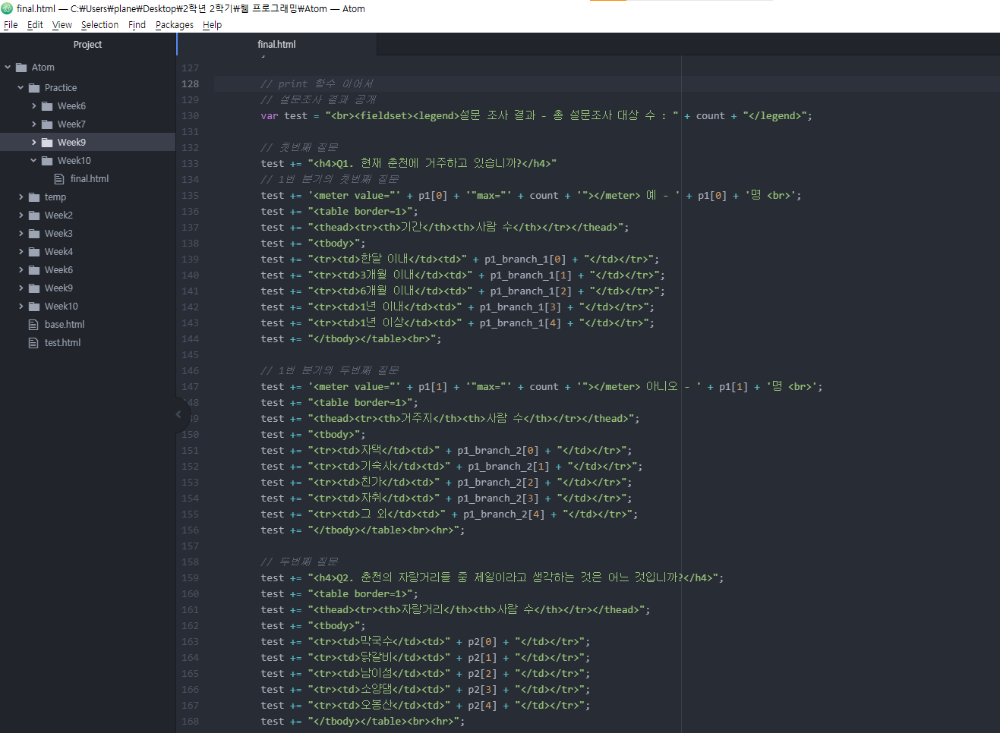 final.html — C:₩Users₩plane₩Desktop₩2학년 2학기₩웹 프로그래밍₩Atom — Atom
File Edit View Selection Find Packages Help
Project
Atom
Practice
Week6
Week7
Week9
Week10
final.html
temp
Week2
Week3
Week4
Week6
Week9
Week10
base.html
test.html
final.html
127
128 // print 함수 이어서
129 // 설문조사 결과 공개
130 var test = "<br><fieldset><legend>설문 조사 결과 - 총 설문조사 대상 수 : " + count + "</legend>";
131
132 // 첫번째 질문
133 test += "<h4>Q1. 현재 춘천에 거주하고 있습니까?</h4>"
134 // 1번 분기의 첫번째 질문
135 test += '<meter value="' + p1[0] + '"max="' + count + '"></meter> 예 - ' + p1[0] + '명 <br>';
136 test += "<table border=1>";
137 test += "<thead><tr><th>기간</th><th>사람 수</th></tr></thead>";
138 test += "<tbody>";
139 test += "<tr><td>한달 이내</td><td>" + p1_branch_1[0] + "</td></tr>";
140 test += "<tr><td>3개월 이내</td><td>" + p1_branch_1[1] + "</td></tr>";
141 test += "<tr><td>6개월 이내</td><td>" + p1_branch_1[2] + "</td></tr>";
142 test += "<tr><td>1년 이내</td><td>" + p1_branch_1[3] + "</td></tr>";
143 test += "<tr><td>1년 이상</td><td>" + p1_branch_1[4] + "</td></tr>";
144 test += "</tbody></table><br>";
145
146 // 1번 분기의 두번째 질문
147 test += '<meter value="' + p1[1] + '"max="' + count + '"></meter> 아니오 - ' + p1[1] + '명 <br>';
48 test += "<table border=1>";
49 test += "<thead><tr><th>거주지</th><th>사람 수</th></tr></thead>";
150 test += "<tbody>";
151 test += "<tr><td>자택</td><td>" + p1_branch_2[0] + "</td></tr>";
152 test += "<tr><td>기숙사</td><td>" + p1_branch_2[1] + "</td></tr>";
153 test += "<tr><td>친가</td><td>" + p1_branch_2[2] + "</td></tr>";
154 test += "<tr><td>자취</td><td>" + p1_branch_2[3] + "</td></tr>";
155 test += "<tr><td>그 외</td><td>" + p1_branch_2[4] + "</td></tr>";
156 test += "</tbody></table><br><hr>";
157
158 // 두번째 질문
159 test += "<h4>Q2. 춘천의 자랑거리들 중 제일이라고 생각하는 것은 어느 것입니까?</h4>";
160 test += "<table border=1>";
161 test += "<thead><tr><th>자랑거리</th><th>사람 수</th></tr></thead>";
162 test += "<tbody>";
163 test += "<tr><td>막국수</td><td>" + p2[0] + "</td></tr>";
164 test += "<tr><td>닭갈비</td><td>" + p2[1] + "</td></tr>";
165 test += "<tr><td>남이섬</td><td>" + p2[2] + "</td></tr>";
166 test += "<tr><td>소양댐</td><td>" + p2[3] + "</td></tr>";
167 test += "<tr><td>오봉산</td><td>" + p2[4] + "</td></tr>";
168 test += "</tbody></table><br><hr>";